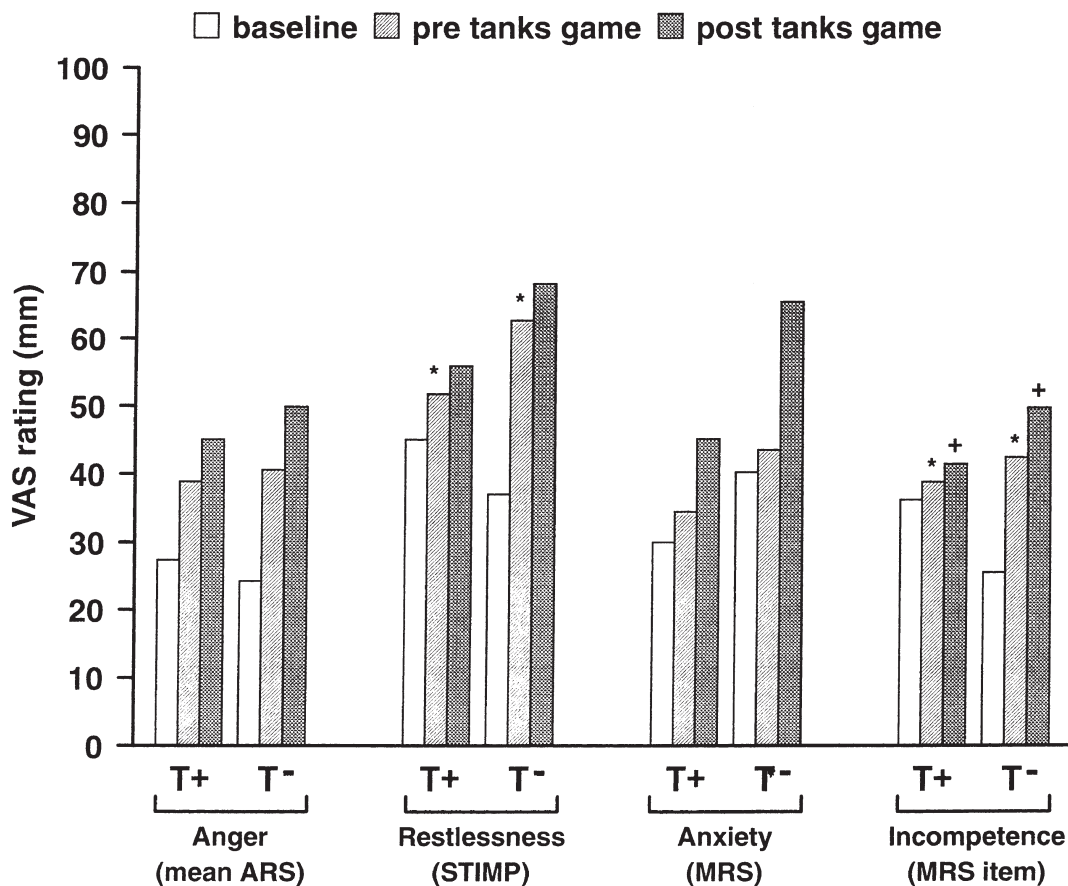 baseline pre tanks game post tanks game
100
90
80
70
60
50
40
30
20
10
0
VAS rating (mm)
* * * + * +
T+ T- T+ T- T+ T- T+ T-
Anger Restlessness Anxiety Incompetence
(mean ARS) (STIMP) (MRS) (MRS item)